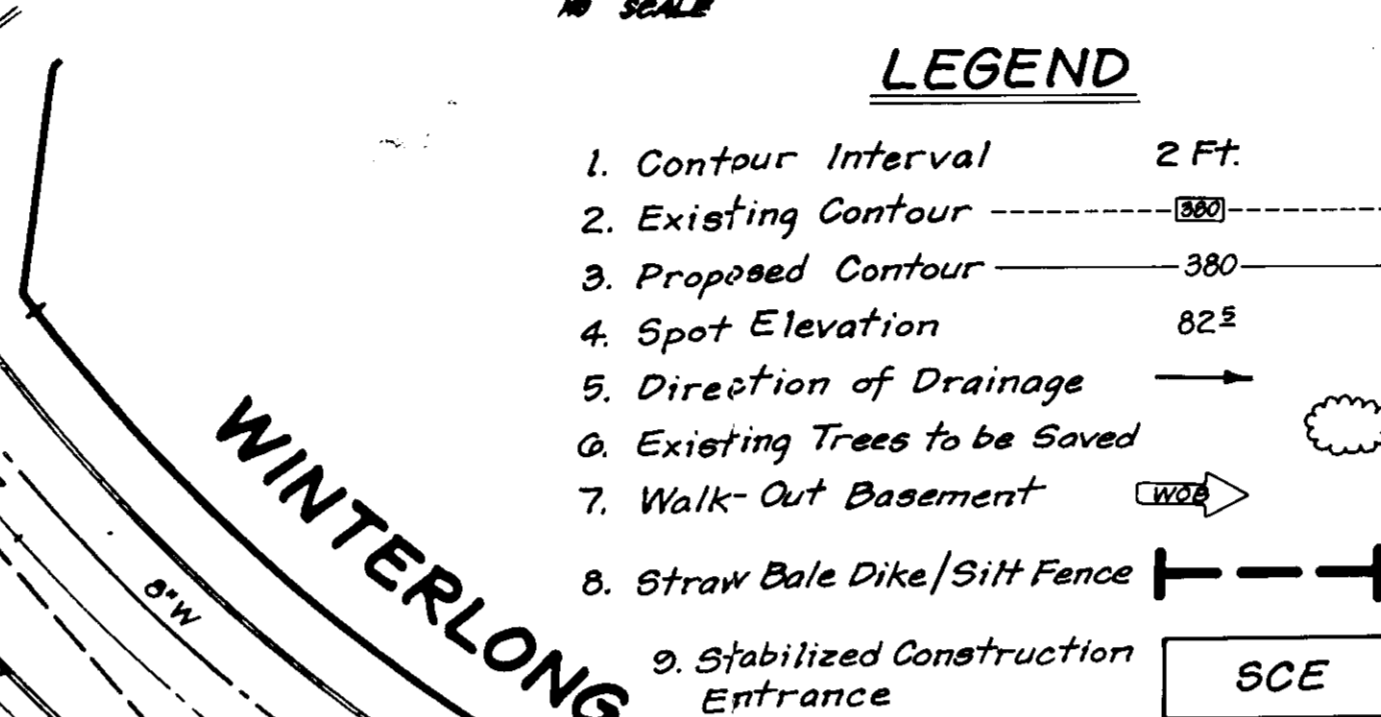 NO SCALE
LEGEND
1. Contour Interval 2 Ft.
2. Existing Contour 380
3. Proposed Contour 380
4. Spot Elevation 82⁵
5. Direction of Drainage
6. Existing Trees to be Saved
7. Walk-Out Basement WOB
8. Straw Bale Dike/Silt Fence
9. Stabilized Construction
Entrance SCE
WINTERLONG
8"W